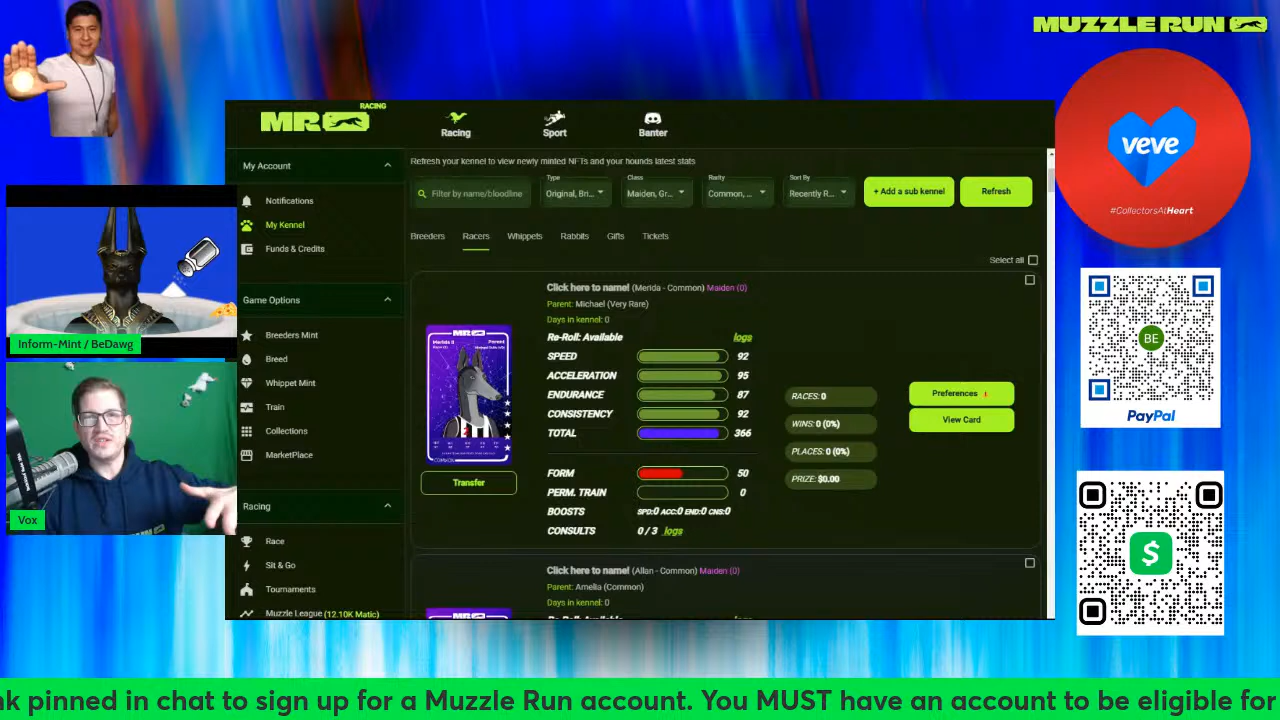 MUZZLE RUN
RACING
MR
Racing
Sport
Banter
My Account
Notifications
My Kennel
Funds & Credits
Game Options
Breeders Mint
Breed
Whippet Mint
Train
Collections
MarketPlace
Racing
Race
Sit & Go
Tournaments
Muzzle League (12.10K Matic)
Refresh your kennel to view newly minted NFTs and your hounds latest stats
Filter by name/bloodline
Type
Original, Bri...
Class
Maiden, Gr...
Rarity
Common, ...
Sort By
Recently R...
+ Add a sub kennel
Refresh
Breeders
Racers
Whippets
Rabbits
Gifts
Tickets
Select all
Click here to name! (Merida - Common) Maiden (0)
Parent: Michael (Very Rare)
Days in kennel: 0
Re-Roll: Available
logs
SPEED 92
ACCELERATION 95
ENDURANCE 87
CONSISTENCY 92
TOTAL 366
FORM 50
PERM. TRAIN 0
BOOSTS SPD:0 ACC:0 END:0 CNS:0
CONSULTS 0 / 3 logs
RACES: 0
WINS: 0 (0%)
PLACES: 0 (0%)
PRIZE: $0.00
Preferences
View Card
MR
Transfer
Click here to name! (Allan - Common) Maiden (0)
Parent: Amelia (Common)
Days in kennel: 0
Inform-Mint / BeDawg
Vox
veve
#CollectorsAtHeart
BE
PayPal
$
nk pinned in chat to sign up for a Muzzle Run account. You MUST have an account to be eligible for